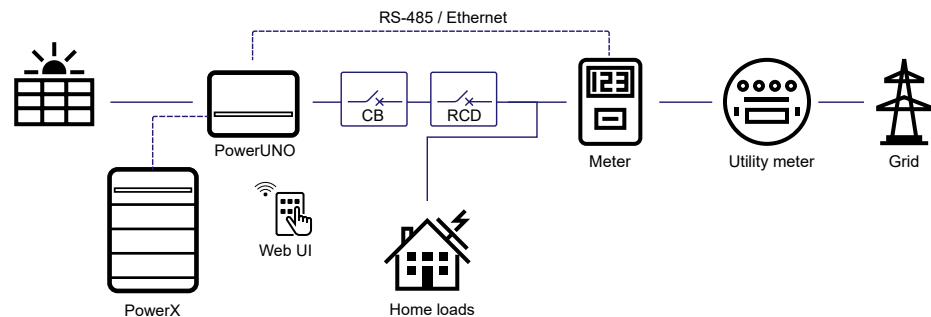 RS-485 / Ethernet
123
CB
RCD
PowerUNO
Meter
Utility meter
Grid
Web UI
PowerX
Home loads